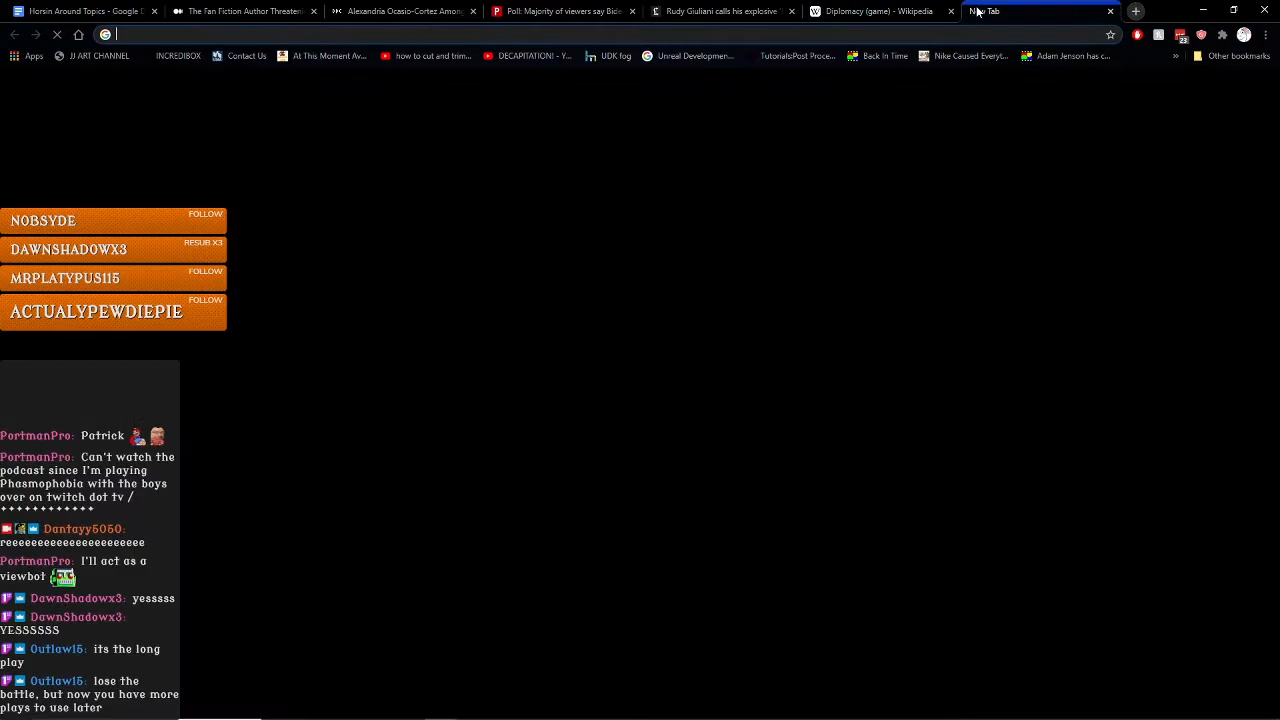 Horsin Around Topics - Google D
The Fan Fiction Author Threateni
Alexandria Ocasio-Cortez Among
Poll: Majority of viewers say Bide
Rudy Giuliani calls his explosive '
Diplomacy (game) - Wikipedia
New Tab
Apps
JJ ART CHANNEL
INCREDIBOX
Contact Us
At This Moment Av...
how to cut and trim...
DECAPITATION! - Y...
UDK fog
Unreal Developmen...
Tutorials:Post Proce...
Back In Time
Nike Caused Everyt...
Adam Jenson has c...
»
Other bookmarks
23
N0BSYDE FOLLOW
DAWNSHADOWX3 RESUB X3
MRPLATYPUS115 FOLLOW
ACTUALYPEWDIEPIE FOLLOW
PortmanPro: Patrick
PortmanPro: Can't watch the
podcast since I'm playing
Phasmophobia with the boys
over on twitch dot tv /
************
Dantayy5050:
reeeeeeeeeeeeeeeeeeeee
PortmanPro: I'll act as a
viewbot
DawnShadowx3: yesssss
DawnShadowx3:
YESSSSSS
Outlaw15: its the long
play
Outlaw15: lose the
battle, but now you have more
plays to use later